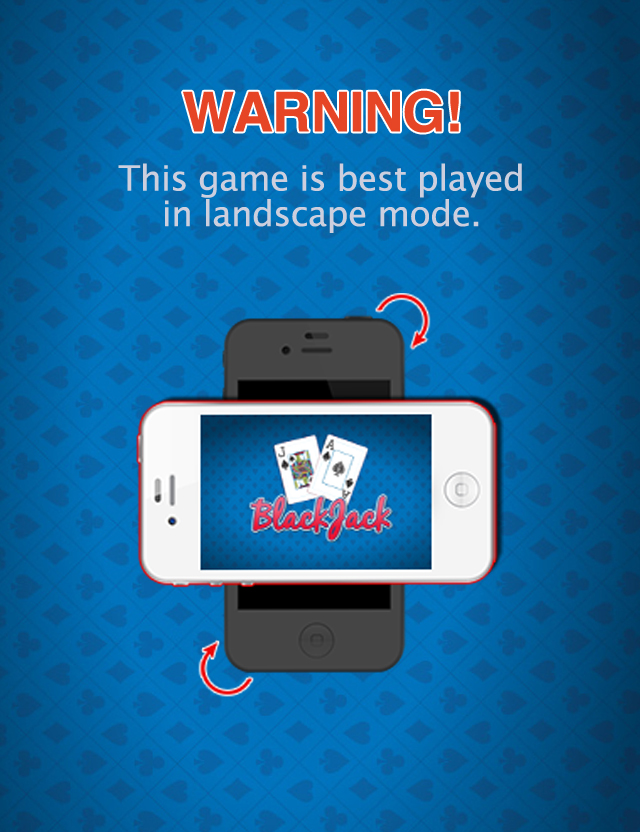 WARNING!
This game is best played
in landscape mode.
J
A
A
BlackJack